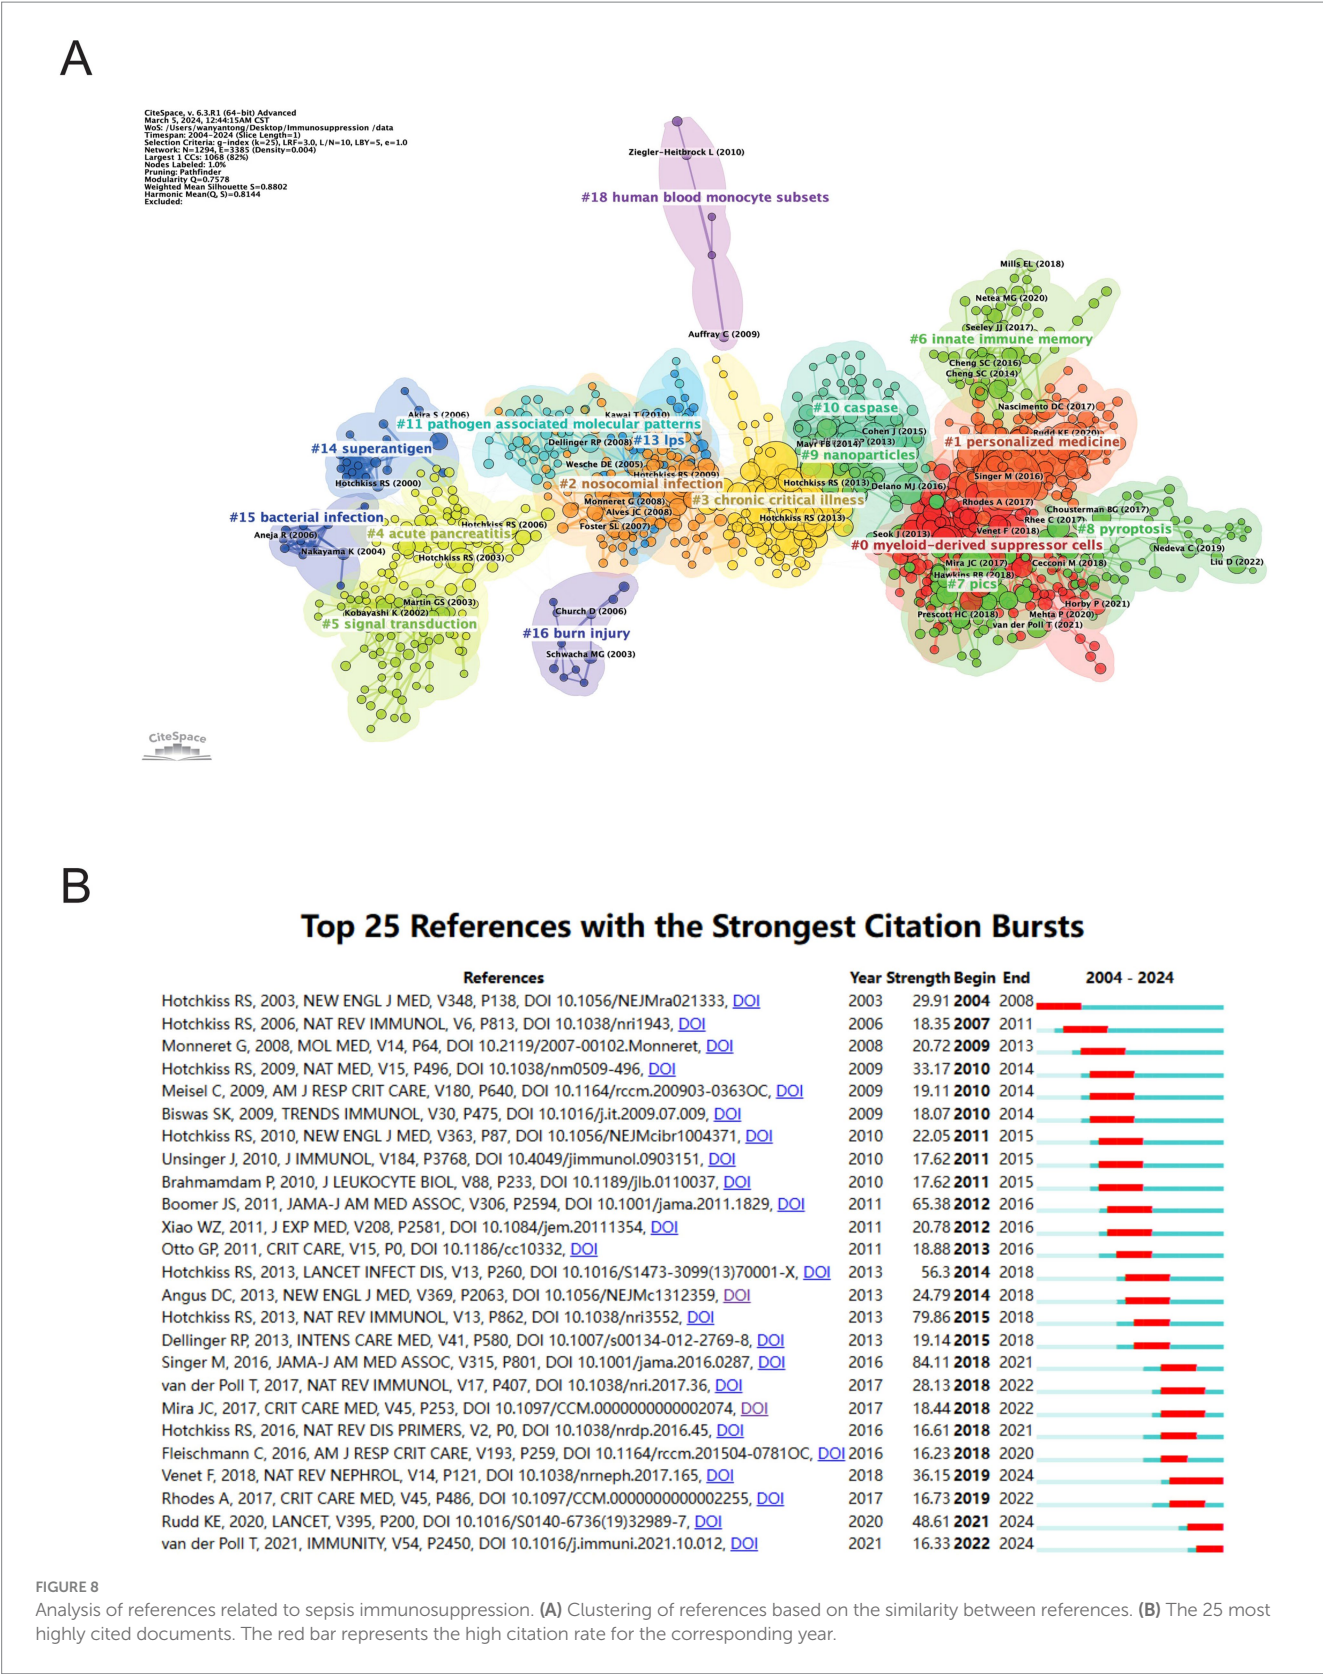 A
CiteSpace, v. 6.3.R1 (64-bit) Advanced
March 5, 2024, 12:44:15AM CST
WoS: /Users/wanyantong/Desktop/Immunosuppression /data
Timespan: 2004-2024 (Slice Length=1)
Selection Criteria: g-index (k=25), LRF=3.0, L/N=10, LBY=5, e=1.0
Network: N=1294, E=3385 (Density=0.004)
Largest 1 CCs: 1068 (82%)
Nodes Labeled: 1.0%
Pruning: Pathfinder
Modularity Q=0.7578
Weighted Mean Silhouette S=0.8802
Harmonic Mean(Q, S)=0.8144
Excluded:
Ziegler-Heitbrock L (2010)
#18 human blood monocyte subsets
Auffray C (2009)
Mills EL (2018)
Netea MG (2020)
Seeley JJ (2017)
#6 innate immune memory
Cheng SC (2016)
Cheng SC (2014)
Nascimento DC (2017)
Rudd KE (2020)
#1 personalized medicine
Singer M (2016)
Rhodes A (2017)
#10 caspase
Cohen J (2015)
Mayr FB (2014)
(2013)
#9 nanoparticles
Hotchkiss RS (2013)
Delano MJ (2016)
Akira S (2006)
Kawai T (2010)
#11 pathogen associated molecular patterns
Dellinger RP (2008)
#13 lps
#14 superantigen
Wesche DE (2005)
Hotchkiss RS (2009)
Hotchkiss RS (2000)
#2 nosocomial infection
#3 chronic critical illness
Monneret G (2008)
Alves JC (2008)
Foster SL (2007)
Hotchkiss RS (2013)
#15 bacterial infection
Aneja R (2006)
Nakayama K (2004)
Hotchkiss RS (2006)
#4 acute pancreatitis
Hotchkiss RS (2003)
Chousterman BG (2017)
Rhee C (2017)
Venet F (2018)
#8 pyroptosis
Seok J (2013)
#0 myeloid-derived suppressor cells
Nedeva C (2019)
Liu D (2022)
Mira JC (2017)
Cecconi M (2018)
Hawkins RB (2018)
#7 pics
Prescott HC (2018)
Horby P (2021)
Mehta P (2020)
van der Poll T (2021)
Martin GS (2003)
Kobayashi K (2002)
#5 signal transduction
Church D (2006)
#16 burn injury
Schwacha MG (2003)
CiteSpace
B
Top 25 References with the Strongest Citation Bursts
References Year Strength Begin End 2004 - 2024
Hotchkiss RS, 2003, NEW ENGL J MED, V348, P138, DOI 10.1056/NEJMra021333, DOI 2003 29.91 2004 2008
Hotchkiss RS, 2006, NAT REV IMMUNOL, V6, P813, DOI 10.1038/nri1943, DOI 2006 18.35 2007 2011
Monneret G, 2008, MOL MED, V14, P64, DOI 10.2119/2007-00102.Monneret, DOI 2008 20.72 2009 2013
Hotchkiss RS, 2009, NAT MED, V15, P496, DOI 10.1038/nm0509-496, DOI 2009 33.17 2010 2014
Meisel C, 2009, AM J RESP CRIT CARE, V180, P640, DOI 10.1164/rccm.200903-0363OC, DOI 2009 19.11 2010 2014
Biswas SK, 2009, TRENDS IMMUNOL, V30, P475, DOI 10.1016/j.it.2009.07.009, DOI 2009 18.07 2010 2014
Hotchkiss RS, 2010, NEW ENGL J MED, V363, P87, DOI 10.1056/NEJMcibr1004371, DOI 2010 22.05 2011 2015
Unsinger J, 2010, J IMMUNOL, V184, P3768, DOI 10.4049/jimmunol.0903151, DOI 2010 17.62 2011 2015
Brahmamdam P, 2010, J LEUKOCYTE BIOL, V88, P233, DOI 10.1189/jlb.0110037, DOI 2010 17.62 2011 2015
Boomer JS, 2011, JAMA-J AM MED ASSOC, V306, P2594, DOI 10.1001/jama.2011.1829, DOI 2011 65.38 2012 2016
Xiao WZ, 2011, J EXP MED, V208, P2581, DOI 10.1084/jem.20111354, DOI 2011 20.78 2012 2016
Otto GP, 2011, CRIT CARE, V15, P0, DOI 10.1186/cc10332, DOI 2011 18.88 2013 2016
Hotchkiss RS, 2013, LANCET INFECT DIS, V13, P260, DOI 10.1016/S1473-3099(13)70001-X, DOI 2013 56.3 2014 2018
Angus DC, 2013, NEW ENGL J MED, V369, P2063, DOI 10.1056/NEJMc1312359, DOI 2013 24.79 2014 2018
Hotchkiss RS, 2013, NAT REV IMMUNOL, V13, P862, DOI 10.1038/nri3552, DOI 2013 79.86 2015 2018
Dellinger RP, 2013, INTENS CARE MED, V41, P580, DOI 10.1007/s00134-012-2769-8, DOI 2013 19.14 2015 2018
Singer M, 2016, JAMA-J AM MED ASSOC, V315, P801, DOI 10.1001/jama.2016.0287, DOI 2016 84.11 2018 2021
van der Poll T, 2017, NAT REV IMMUNOL, V17, P407, DOI 10.1038/nri.2017.36, DOI 2017 28.13 2018 2022
Mira JC, 2017, CRIT CARE MED, V45, P253, DOI 10.1097/CCM.0000000000002074, DOI 2017 18.44 2018 2022
Hotchkiss RS, 2016, NAT REV DIS PRIMERS, V2, P0, DOI 10.1038/nrdp.2016.45, DOI 2016 16.61 2018 2021
Fleischmann C, 2016, AM J RESP CRIT CARE, V193, P259, DOI 10.1164/rccm.201504-0781OC, DOI 2016 16.23 2018 2020
Venet F, 2018, NAT REV NEPHROL, V14, P121, DOI 10.1038/nrneph.2017.165, DOI 2018 36.15 2019 2024
Rhodes A, 2017, CRIT CARE MED, V45, P486, DOI 10.1097/CCM.0000000000002255, DOI 2017 16.73 2019 2022
Rudd KE, 2020, LANCET, V395, P200, DOI 10.1016/S0140-6736(19)32989-7, DOI 2020 48.61 2021 2024
van der Poll T, 2021, IMMUNITY, V54, P2450, DOI 10.1016/j.immuni.2021.10.012, DOI 2021 16.33 2022 2024
FIGURE 8
Analysis of references related to sepsis immunosuppression. (A) Clustering of references based on the similarity between references. (B) The 25 most
highly cited documents. The red bar represents the high citation rate for the corresponding year.